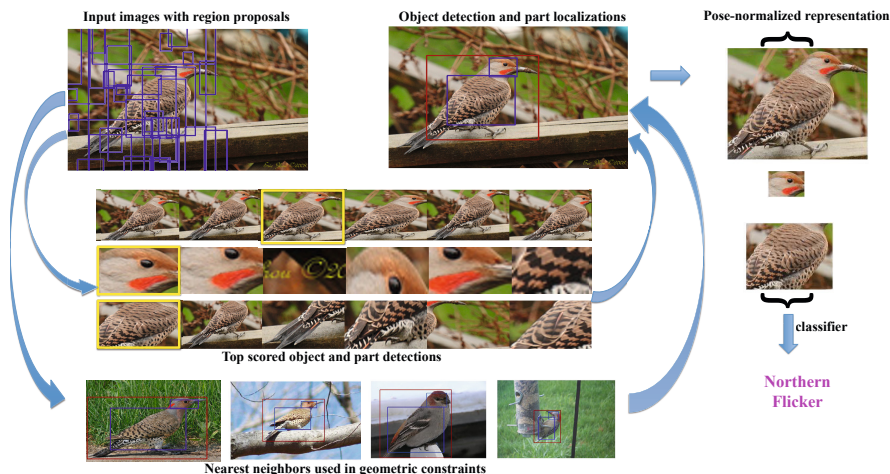 Input images with region proposals
Object detection and part localizations
Pose-normalized representation
Top scored object and part detections
classifier
Northern
Flicker
Nearest neighbors used in geometric constraints